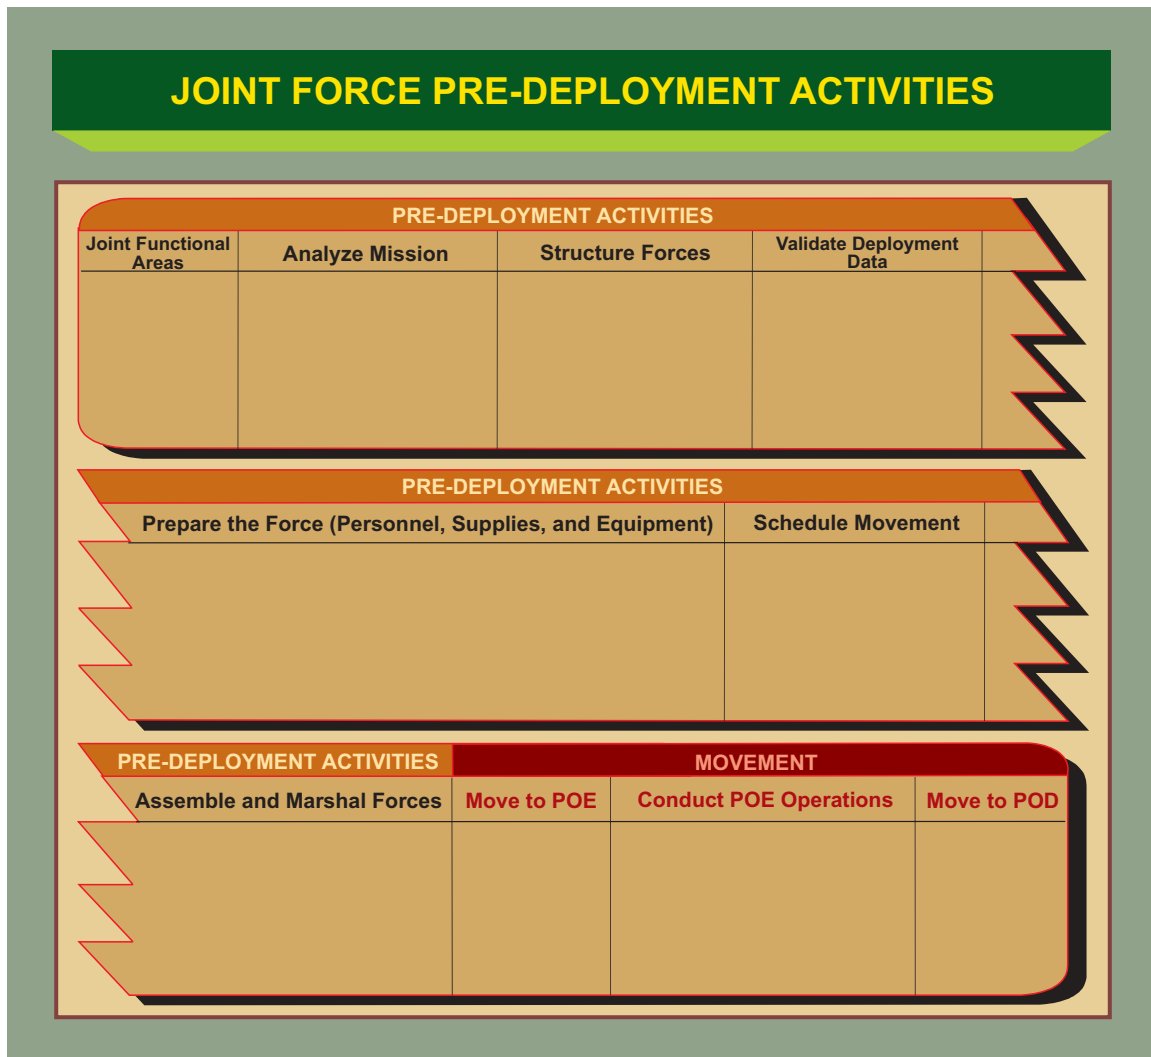 JOINT FORCE PRE-DEPLOYMENT ACTIVITIES
PRE-DEPLOYMENT ACTIVITIES
Joint Functional
Areas
Analyze Mission
Structure Forces
Validate Deployment
Data
PRE-DEPLOYMENT ACTIVITIES
Prepare the Force (Personnel, Supplies, and Equipment)
Schedule Movement
PRE-DEPLOYMENT ACTIVITIES
MOVEMENT
Assemble and Marshal Forces
Move to POE
Conduct POE Operations
Move to POD